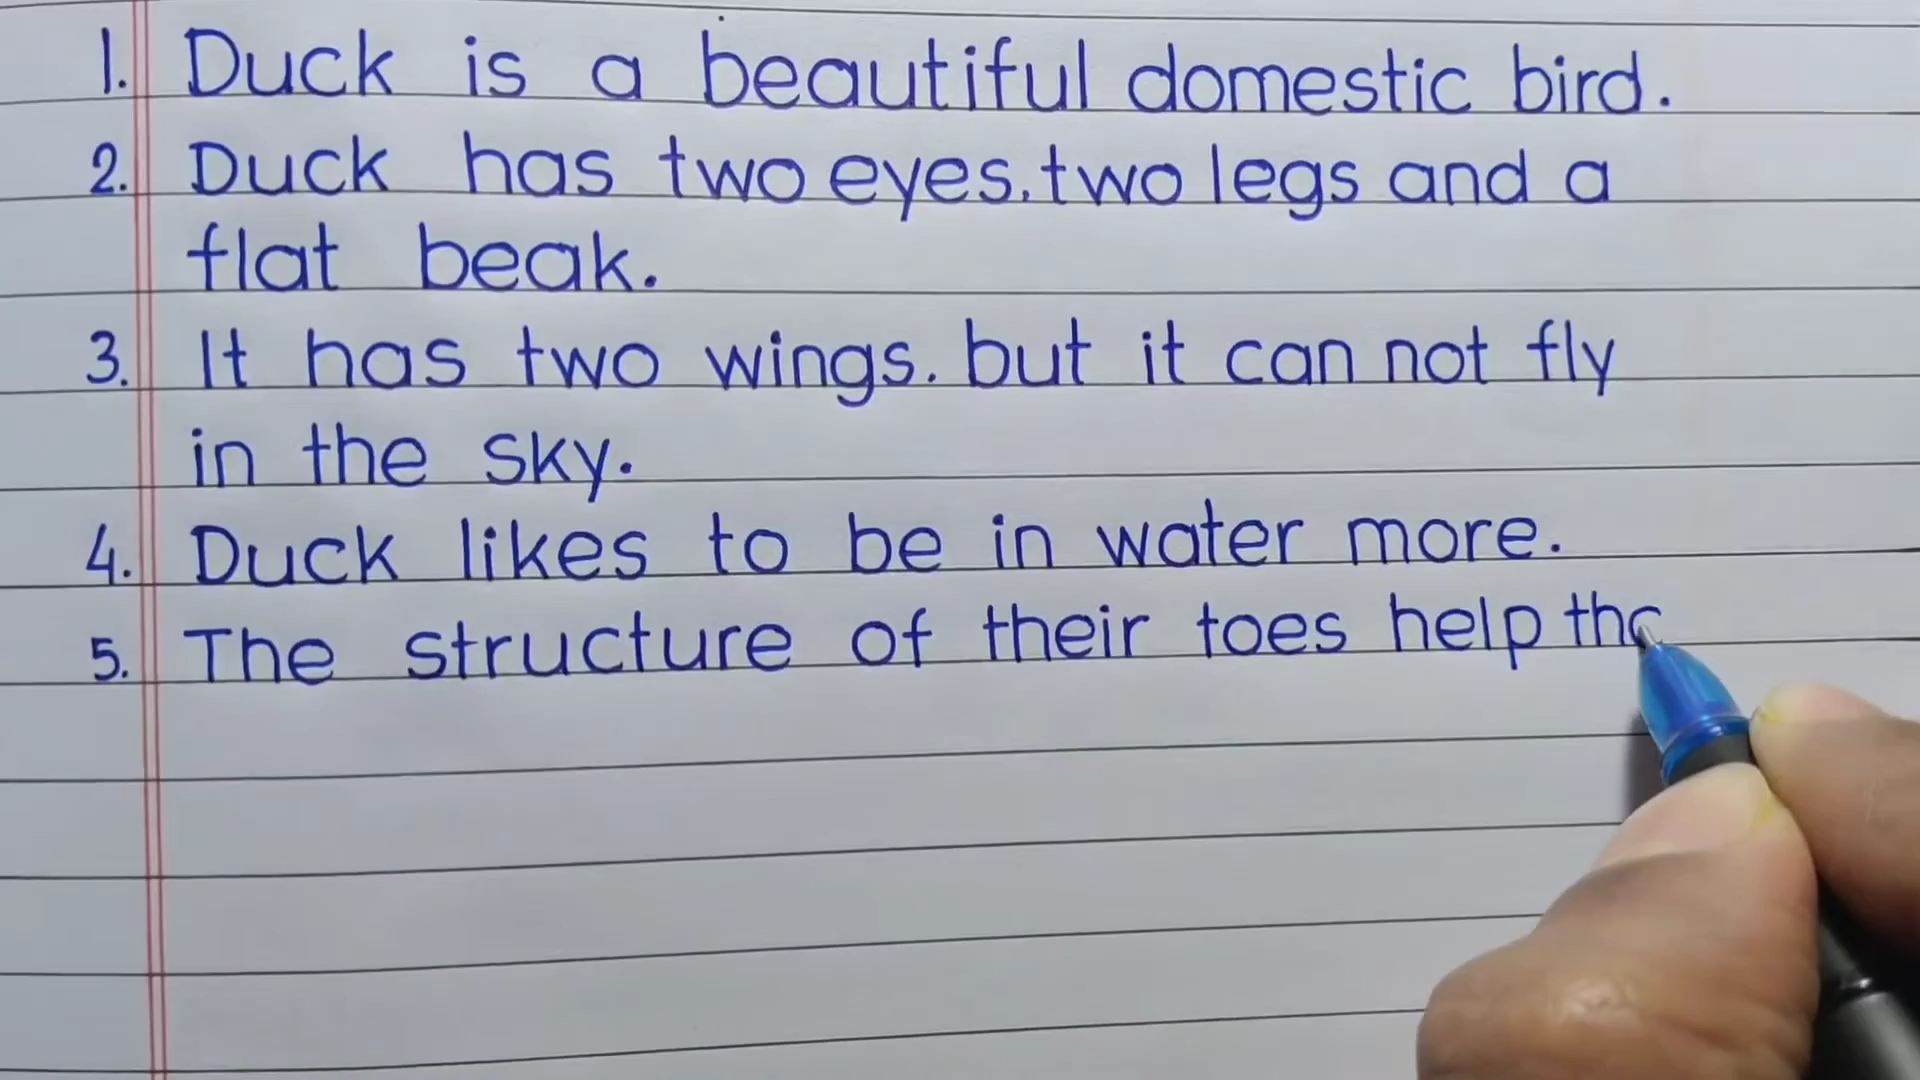 1. Duck is a beautiful domestic bird.
2. Duck has two eyes. two legs and a
flat beak.
3. It has two wings. but it can not fly
in the sky.
4. Duck likes to be in water more.
5. The structure of their toes help